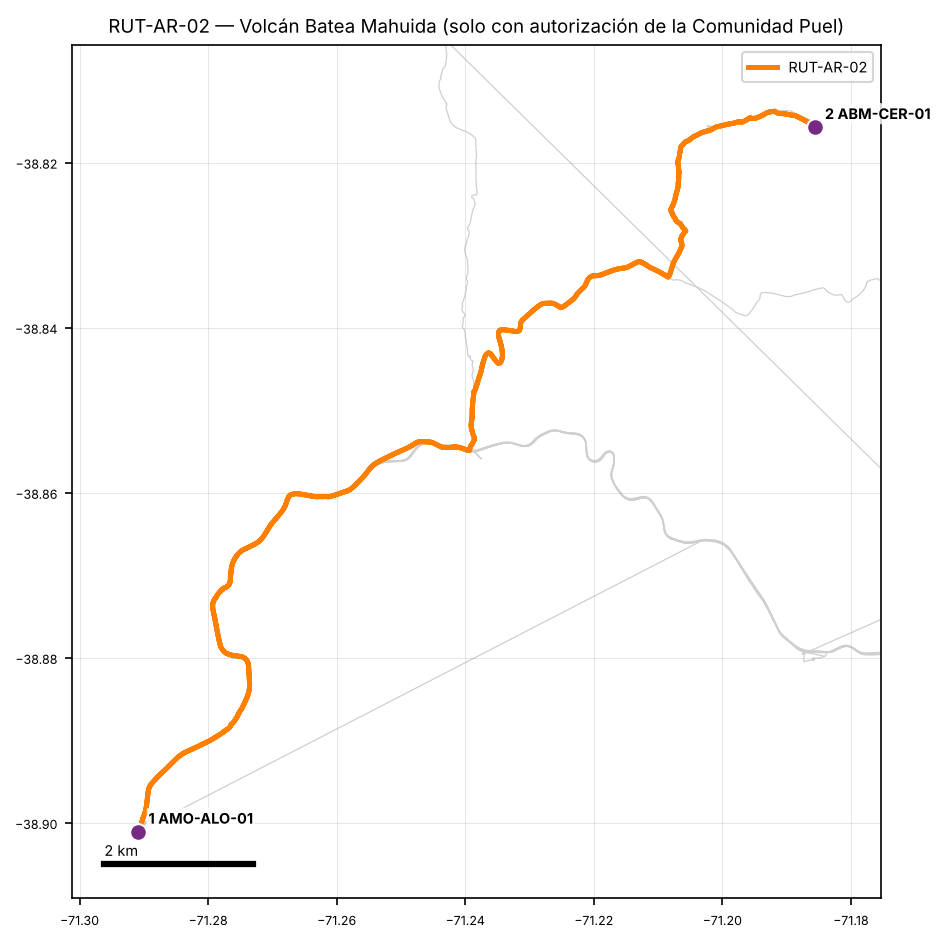 RUT-AR-02 — Volcán Batea Mahuida (solo con autorización de la Comunidad Puel)
RUT-AR-02
2 ABM-CER-01
−38.82
−38.84
−38.86
−38.88
−38.90
1 AMO-ALO-01
2 km
−71.30
−71.28
−71.26
−71.24
−71.22
−71.20
−71.18